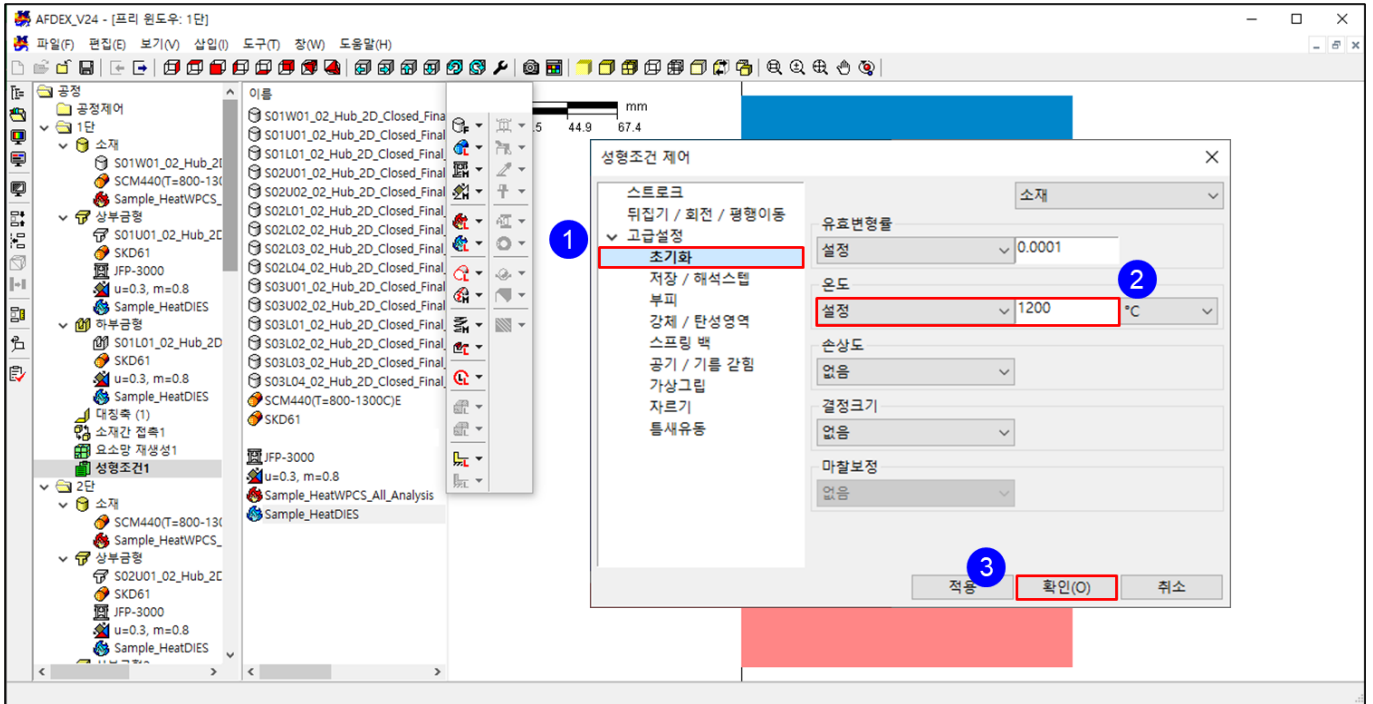 AFDEX_V24 - [프리 윈도우: 1단]
파일(F) 편집(E) 보기(V) 삽입(I) 도구(T) 창(W) 도움말(H)
공정
공정제어
1단
소재
S01W01_02_Hub_2D
SCM440(T=800-130
Sample_HeatWPCS_
상부금형
S01U01_02_Hub_2D
SKD61
JFP-3000
u=0.3, m=0.8
Sample_HeatDIES
하부금형
S01L01_02_Hub_2D
SKD61
u=0.3, m=0.8
Sample_HeatDIES
대칭축 (1)
소재간 접촉1
요소망 재생성1
성형조건1
2단
소재
SCM440(T=800-130
Sample_HeatWPCS_
상부금형
S02U01_02_Hub_2D
SKD61
JFP-3000
u=0.3, m=0.8
Sample_HeatDIES
이름
S01W01_02_Hub_2D_Closed_Fina
S01U01_02_Hub_2D_Closed_Final
S01L01_02_Hub_2D_Closed_Final_
S02U01_02_Hub_2D_Closed_Final
S02U02_02_Hub_2D_Closed_Final
S02L01_02_Hub_2D_Closed_Final_
S02L02_02_Hub_2D_Closed_Final_
S02L03_02_Hub_2D_Closed_Final_
S02L04_02_Hub_2D_Closed_Final_
S03U01_02_Hub_2D_Closed_Final
S03U02_02_Hub_2D_Closed_Final
S03L01_02_Hub_2D_Closed_Final_
S03L02_02_Hub_2D_Closed_Final_
S03L03_02_Hub_2D_Closed_Final_
S03L04_02_Hub_2D_Closed_Final_
SCM440(T=800-1300C)E
SKD61
JFP-3000
u=0.3, m=0.8
Sample_HeatWPCS_All_Analysis
Sample_HeatDIES
mm
.5 44.9 67.4
성형조건 제어
스트로크
뒤집기 / 회전 / 평행이동
고급설정
1
초기화
저장 / 해석스텝
부피
강체 / 탄성영역
스프링 백
공기 / 기름 갇힘
가상그립
자르기
틈새유동
소재
유효변형률
설정 0.0001
온도
2
설정 1200 °C
손상도
없음
결정크기
없음
마찰보정
없음
3
적용 확인(O) 취소